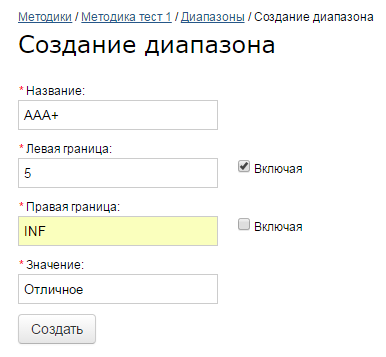 Методики / Методика тест 1 / Диапазоны / Создание диапазона
Создание диапазона
* Название:
AAA+
* Левая граница:
5
Включая
* Правая граница:
INF
Включая
* Значение:
Отличное
Создать